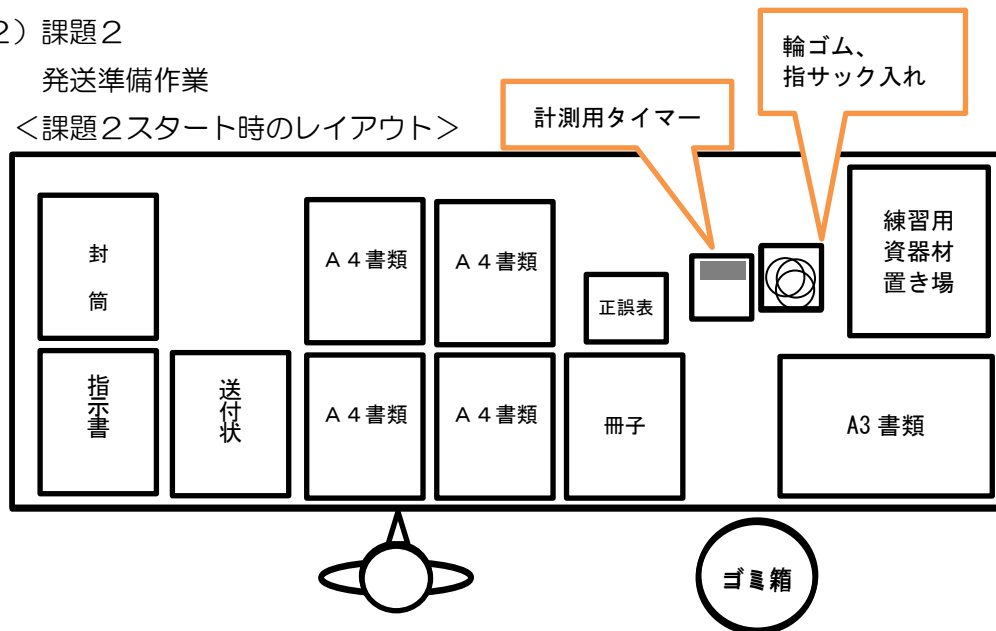 ２）課題２
発送準備作業
＜課題２スタート時のレイアウト＞
計測用タイマー
輪ゴム、
指サック入れ
封
筒
Ａ４書類
Ａ４書類
正誤表
練習用
資器材
置き場
指示書
送付状
Ａ４書類
Ａ４書類
冊子
A3 書類
ゴミ箱